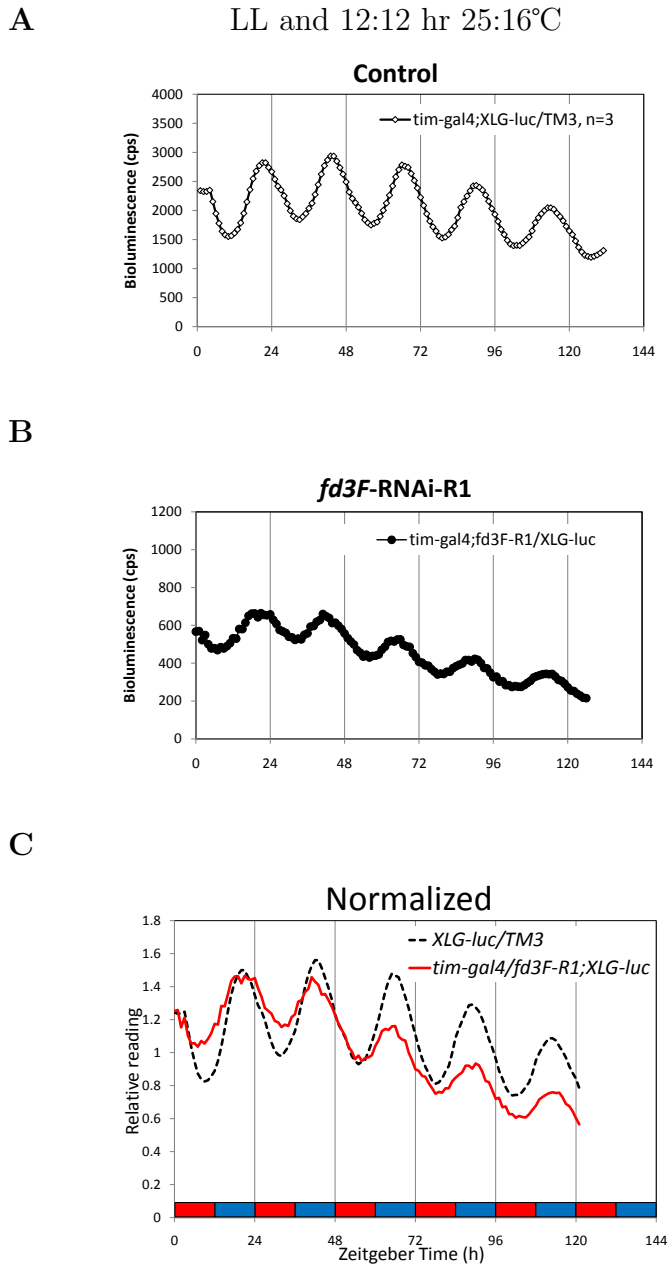 A
LL and 12:12 hr 25:16°C
Control
4000
3500
3000
2500
2000
1500
1000
500
0
Bioluminescence (cps)
tim-gal4;XLG-luc/TM3, n=3
0 24 48 72 96 120 144
B
fd3F-RNAi-R1
1200
1000
800
600
400
200
0
Bioluminescence (cps)
tim-gal4;fd3F-R1/XLG-luc
0 24 48 72 96 120 144
C
Normalized
1.8
1.6
1.4
1.2
1
0.8
0.6
0.4
0.2
0
Relative reading
XLG-luc/TM3
tim-gal4/fd3F-R1;XLG-luc
0 24 48 72 96 120 144
Zeitgeber Time (h)